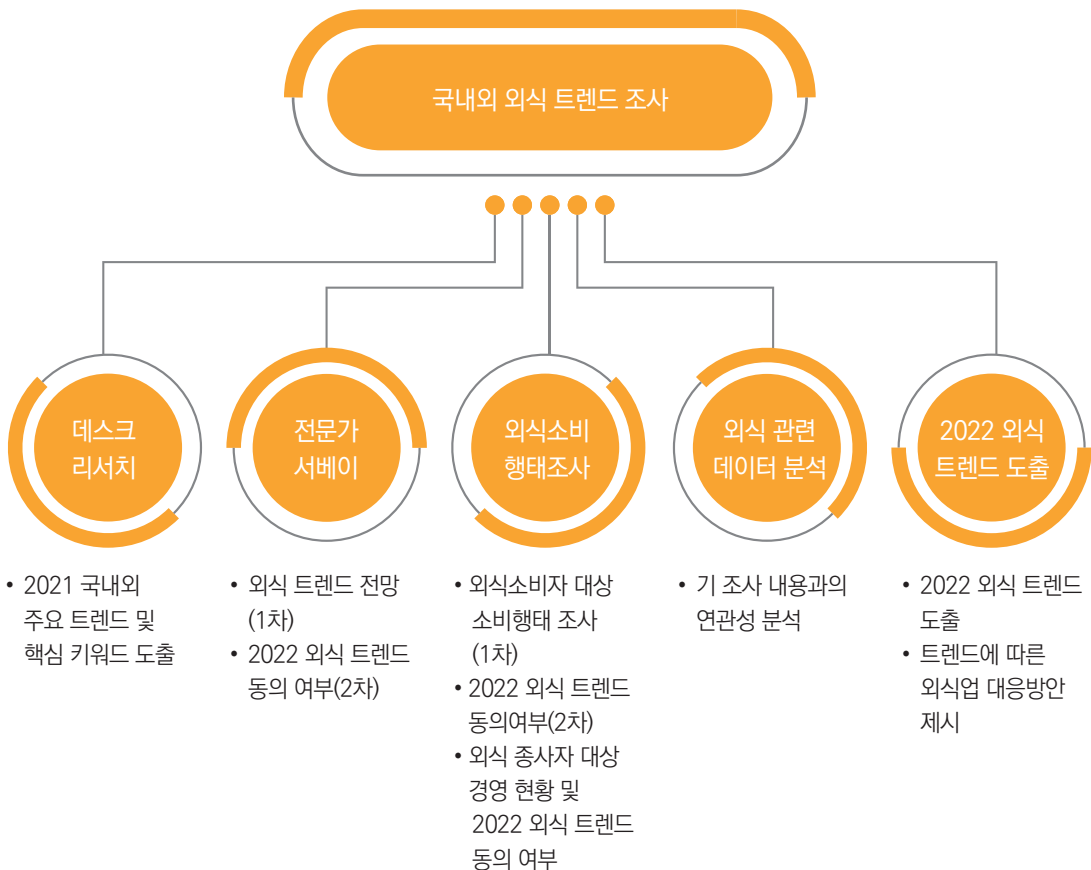 국내외 외식 트렌드 조사
데스크
리서치
• 2021 국내외
주요 트렌드 및
핵심 키워드 도출
전문가
서베이
• 외식 트렌드 전망
(1차)
• 2022 외식 트렌드
동의 여부(2차)
외식소비
행태조사
• 외식소비자 대상
소비행태 조사
(1차)
• 2022 외식 트렌드
동의여부(2차)
• 외식 종사자 대상
경영 현황 및
2022 외식 트렌드
동의 여부
외식 관련
데이터 분석
• 기 조사 내용과의
연관성 분석
2022 외식
트렌드 도출
• 2022 외식 트렌드
도출
• 트렌드에 따른
외식업 대응방안
제시